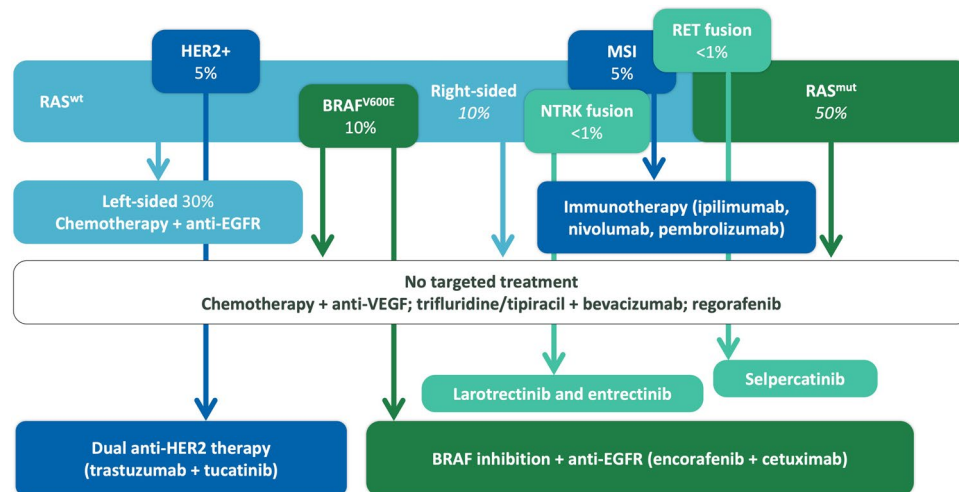 HER2+
5%
MSI
5%
RET fusion
<1%
RASwt
BRAFV600E
10%
Right-sided
10%
NTRK fusion
<1%
RASmut
50%
Left-sided 30%
Chemotherapy + anti-EGFR
Immunotherapy (ipilimumab,
nivolumab, pembrolizumab)
No targeted treatment
Chemotherapy + anti-VEGF; trifluridine/tipiracil + bevacizumab; regorafenib
Larotrectinib and entrectinib
Selpercatinib
Dual anti-HER2 therapy
(trastuzumab + tucatinib)
BRAF inhibition + anti-EGFR (encorafenib + cetuximab)